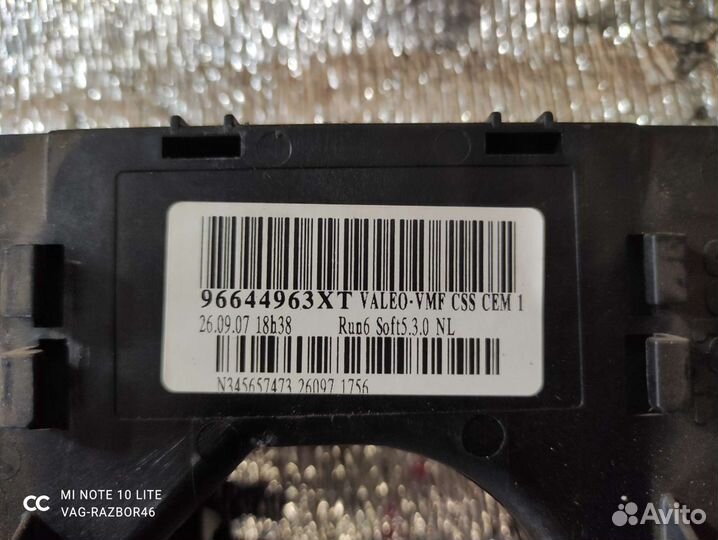 96644963XT VALEO-VMF CSS CEM 1
26.09.07 18h38 Run6 Soft5.3.0 NL
N345657473 26097 1756
CC MI NOTE 10 LITE
VAG-RAZBOR46
Avito